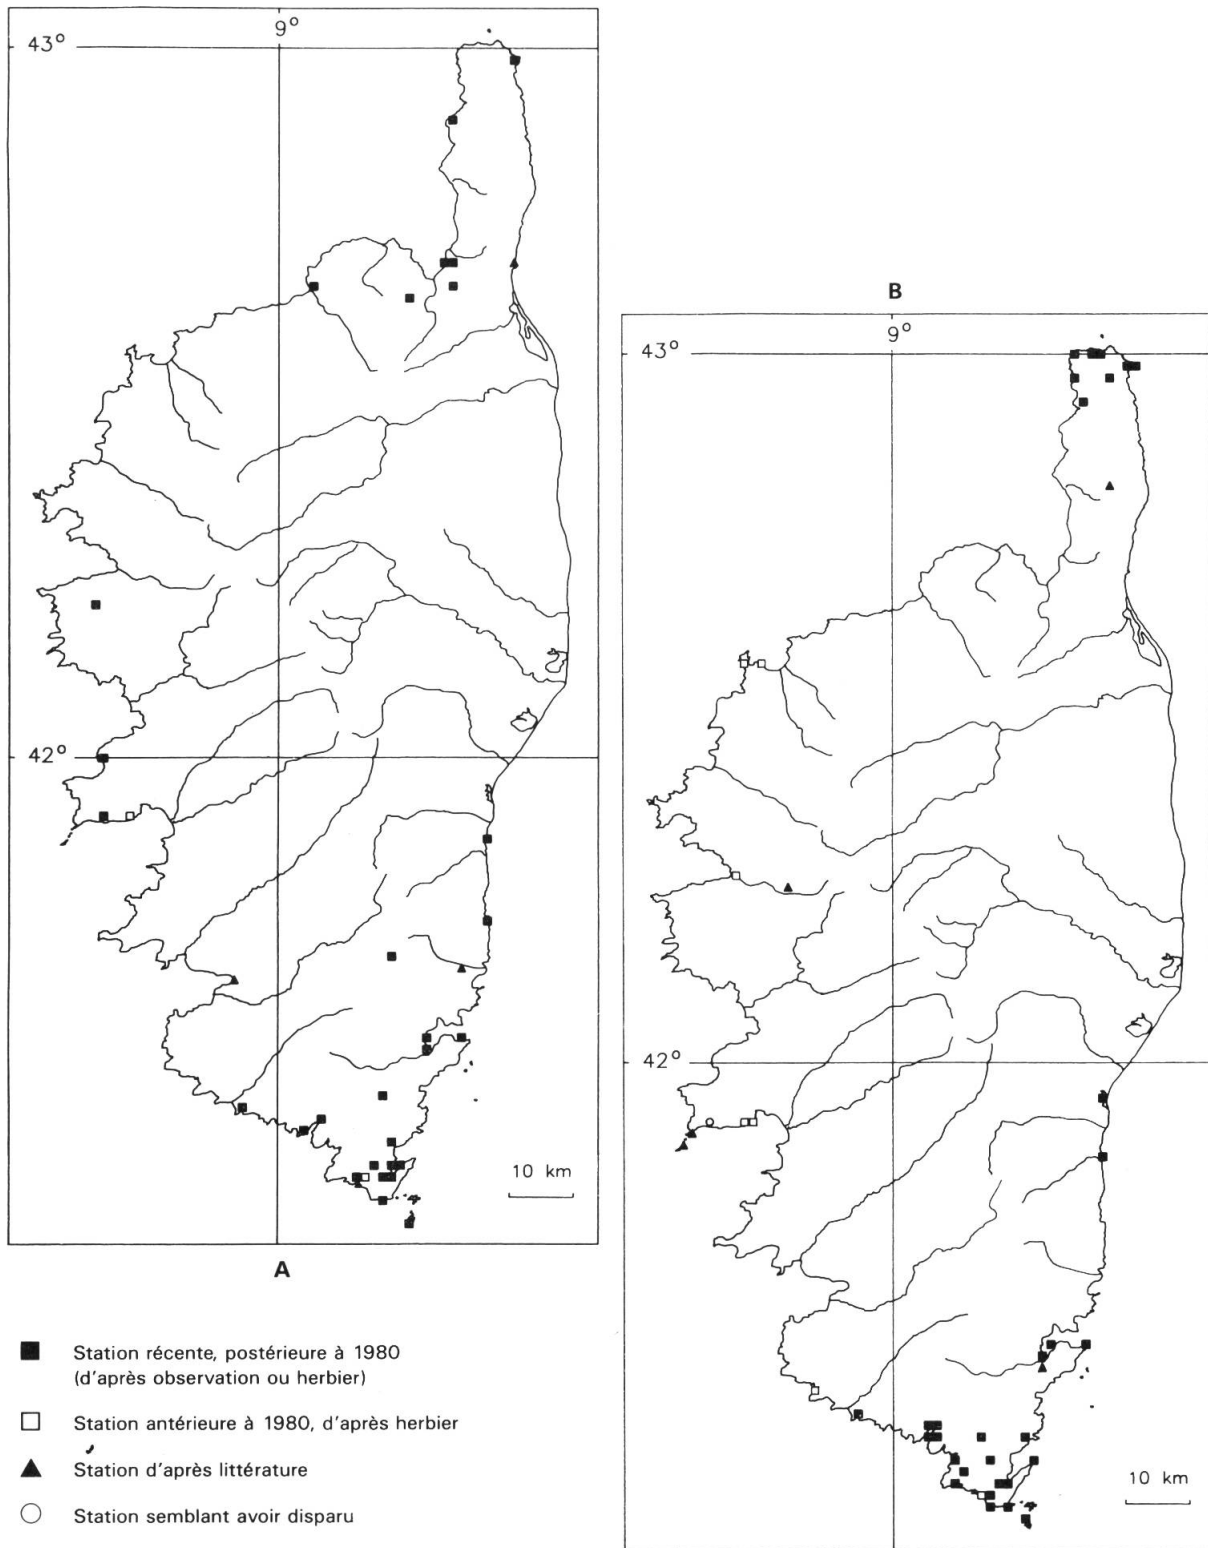 9°
43°
42°
10 km
A
B
9°
43°
42°
10 km
Station récente, postérieure à 1980
(d'après observation ou herbier)
Station antérieure à 1980, d'après herbier
Station d'après littérature
Station semblant avoir disparu